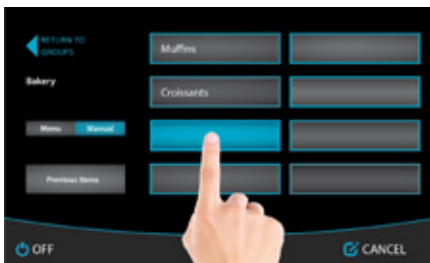 RETURN TO
GROUPS
Muffins
Bakery
Croissants
Menu
Manual
Previous Items
OFF
CANCEL